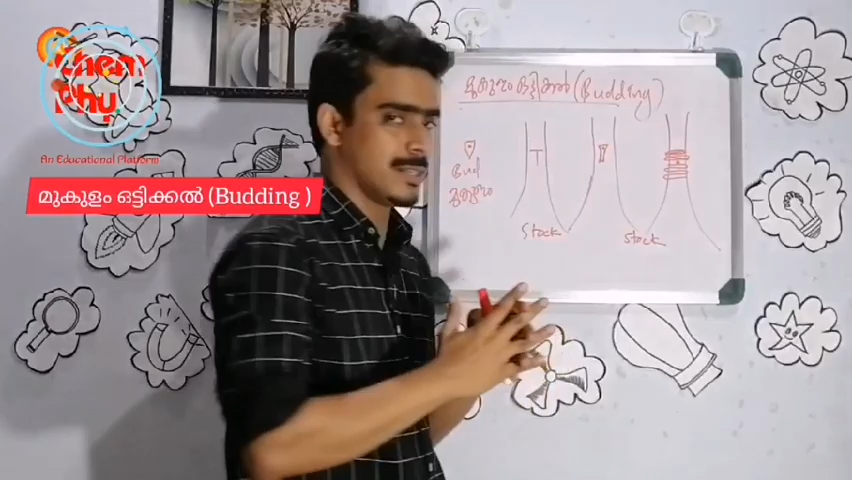 Chem
Phy
An Educational Platform
മുകുളം ഒട്ടിക്കൽ (Budding )
മുകുളം ഒട്ടിക്കൽ (Budding)
Bud
മുകുളം
T
Stock
Stock